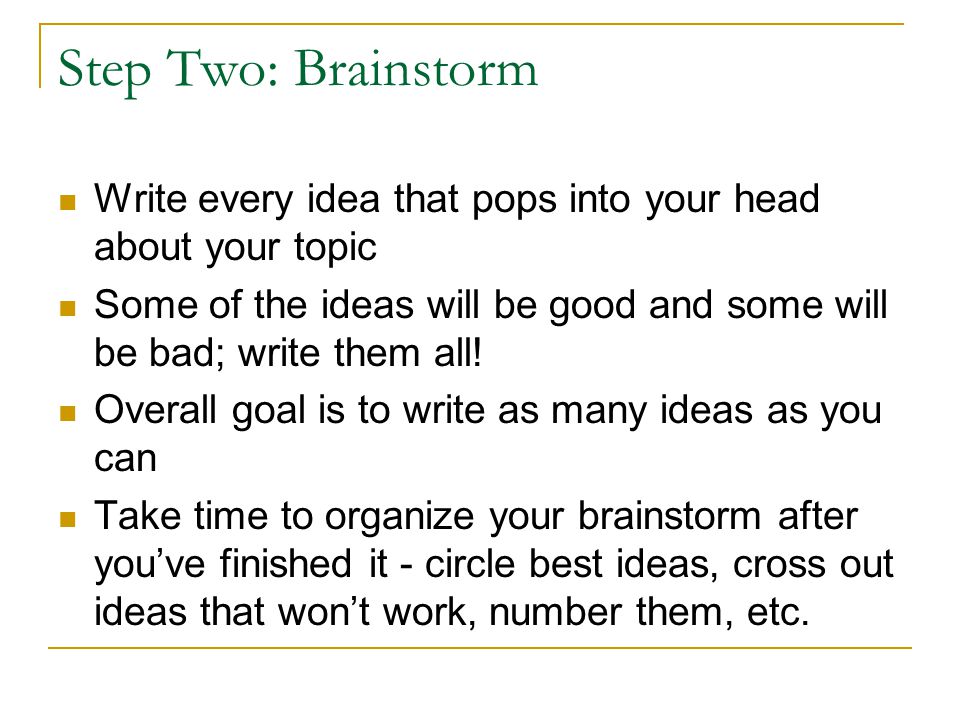 Step Two: Brainstorm
Write every idea that pops into your head
about your topic
Some of the ideas will be good and some will
be bad; write them all!
Overall goal is to write as many ideas as you
can
Take time to organize your brainstorm after
you’ve finished it - circle best ideas, cross out
ideas that won’t work, number them, etc.